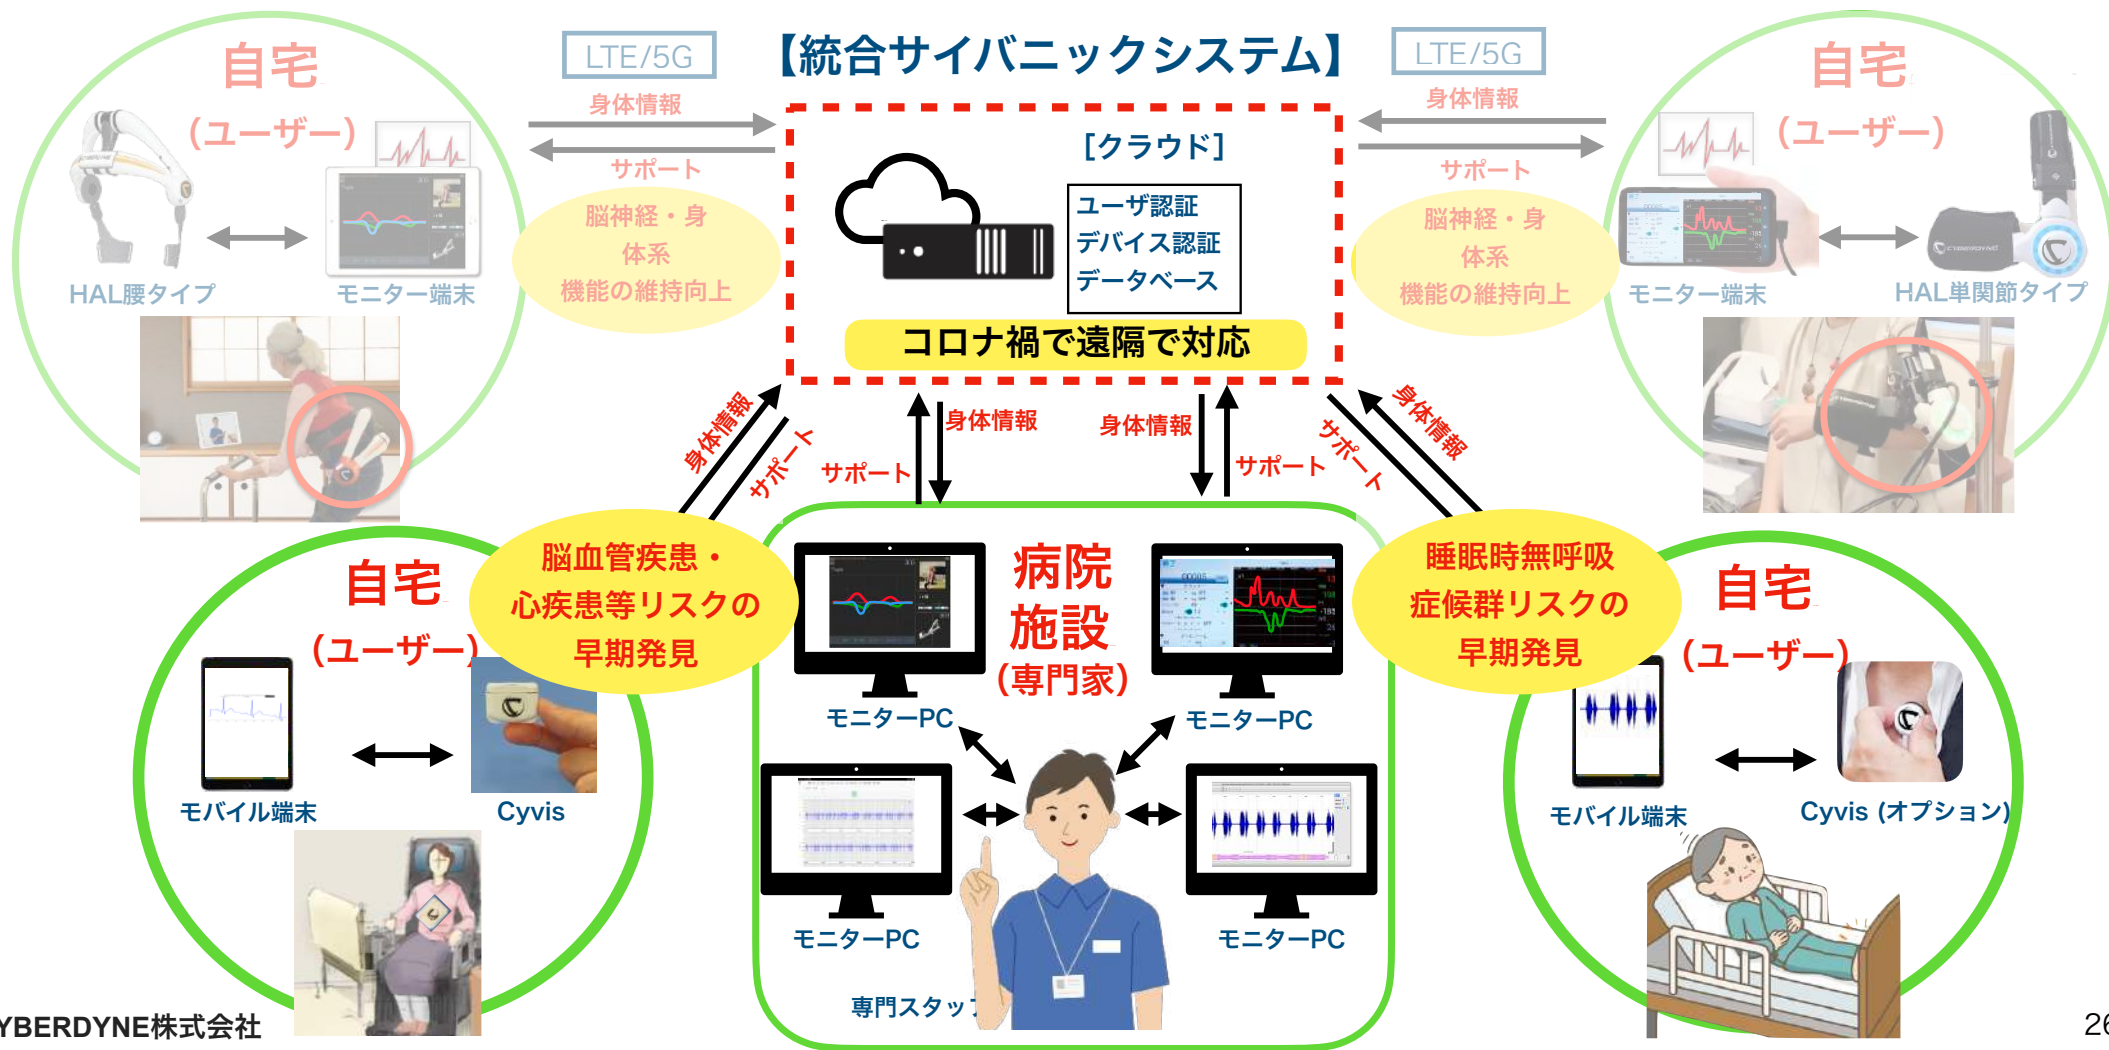 【統合サイバニックシステム】
自宅
(ユーザー)
HAL腰タイプ
モニター端末
LTE/5G
身体情報
サポート
脳神経・身
体系
機能の維持向上
[クラウド]
ユーザ認証
デバイス認証
データベース
コロナ禍で遠隔で対応
LTE/5G
身体情報
サポート
脳神経・身
体系
機能の維持向上
自宅
(ユーザー)
モニター端末
HAL単関節タイプ
身体情報
サポート
サポート
身体情報
身体情報
サポート
サポート
身体情報
自宅
(ユーザー)
脳血管疾患・
心疾患等リスクの
早期発見
モバイル端末
Cyvis
病院
施設
(専門家)
モニターPC
モニターPC
モニターPC
モニターPC
専門スタッフ
睡眠時無呼吸
症候群リスクの
早期発見
自宅
(ユーザー)
モバイル端末
Cyvis (オプション)
YBERDYNE株式会社
26